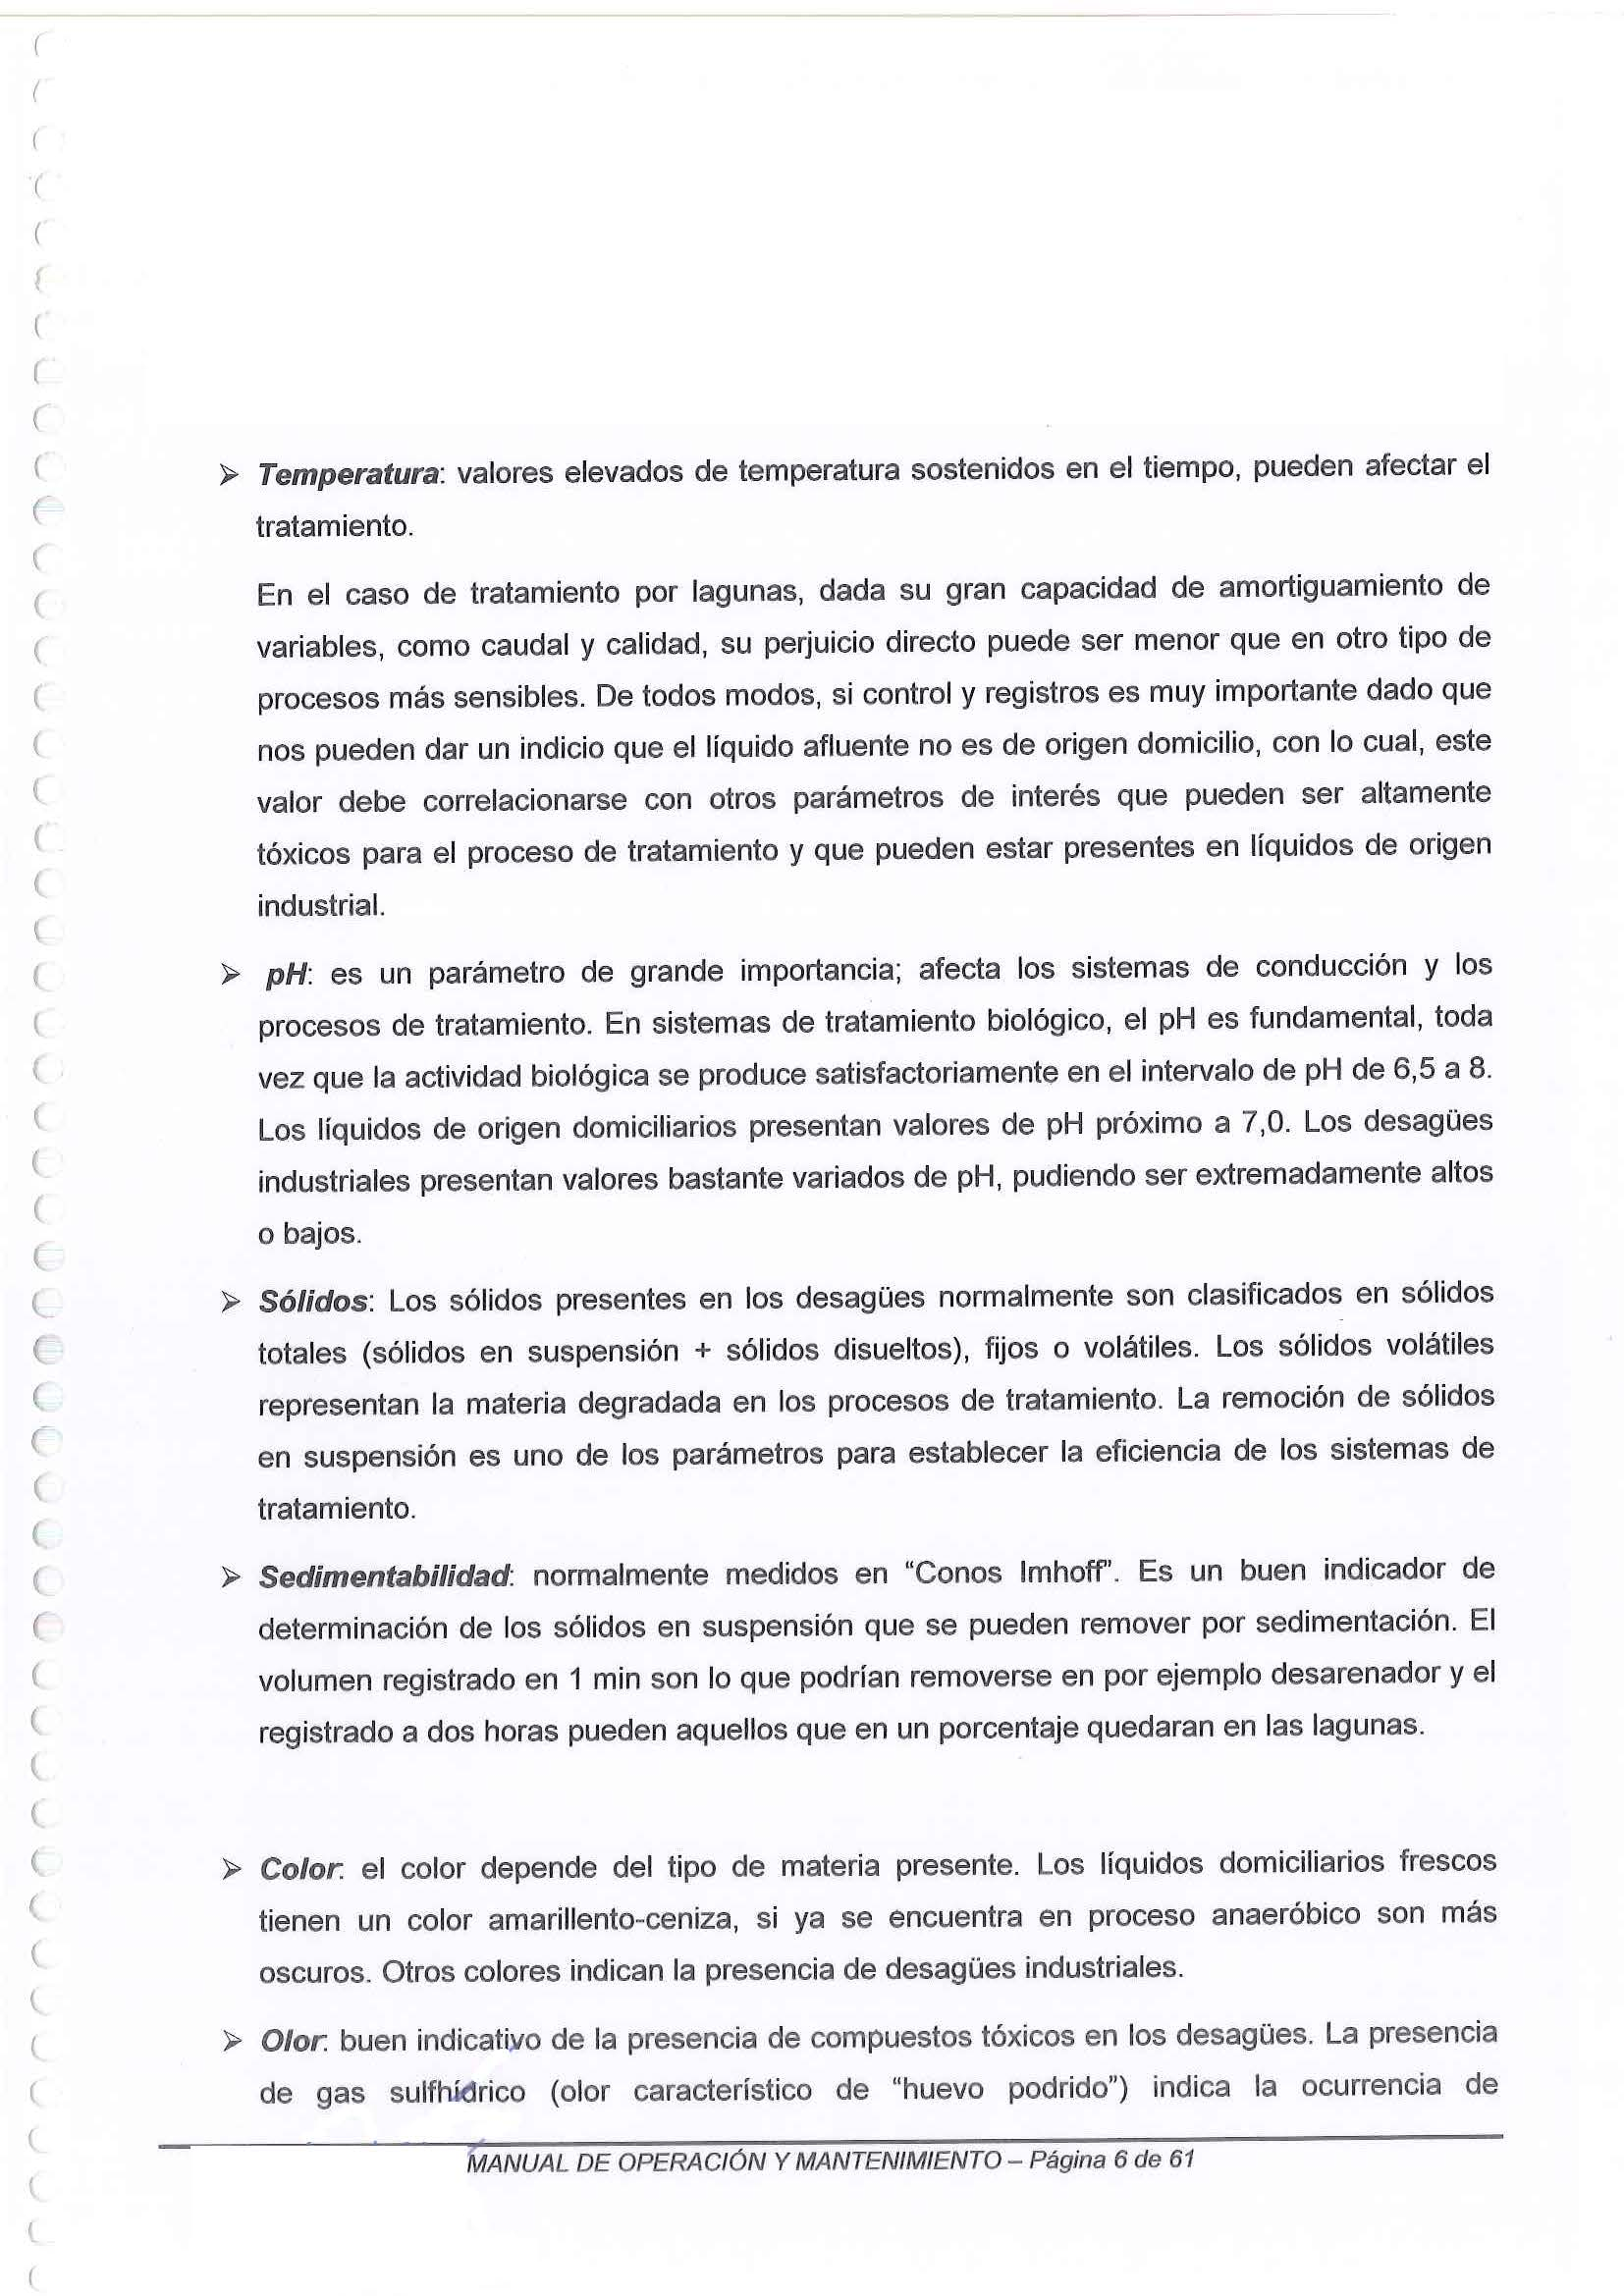 ➢ Temperatura: valores elevados de temperatura sostenidos en el tiempo, pueden afectar el
tratamiento.
En el caso de tratamiento por lagunas, dada su gran capacidad de amortiguamiento de
variables, como caudal y calidad, su perjuicio directo puede ser menor que en otro tipo de
procesos más sensibles. De todos modos, si control y registros es muy importante dado que
nos pueden dar un indicio que el líquido afluente no es de origen domicilio, con lo cual, este
valor debe correlacionarse con otros parámetros de interés que pueden ser altamente
tóxicos para el proceso de tratamiento y que pueden estar presentes en líquidos de origen
industrial.
➢ pH: es un parámetro de grande importancia; afecta los sistemas de conducción y los
procesos de tratamiento. En sistemas de tratamiento biológico, el pH es fundamental, toda
vez que la actividad biológica se produce satisfactoriamente en el intervalo de pH de 6,5 a 8.
Los líquidos de origen domiciliarios presentan valores de pH próximo a 7,0. Los desagües
industriales presentan valores bastante variados de pH, pudiendo ser extremadamente altos
o bajos.
➢ Sólidos: Los sólidos presentes en los desagües normalmente son clasificados en sólidos
totales (sólidos en suspensión + sólidos disueltos), fijos o volátiles. Los sólidos volátiles
representan la materia degradada en los procesos de tratamiento. La remoción de sólidos
en suspensión es uno de los parámetros para establecer la eficiencia de los sistemas de
tratamiento.
➢ Sedimentabilidad: normalmente medidos en “Conos Imhoff”. Es un buen indicador de
determinación de los sólidos en suspensión que se pueden remover por sedimentación. El
volumen registrado en 1 min son lo que podrían removerse en por ejemplo desarenador y el
registrado a dos horas pueden aquellos que en un porcentaje quedaran en las lagunas.
➢ Color: el color depende del tipo de materia presente. Los líquidos domiciliarios frescos
tienen un color amarillento-ceniza, si ya se encuentra en proceso anaeróbico son más
oscuros. Otros colores indican la presencia de desagües industriales.
➢ Olor: buen indicativo de la presencia de compuestos tóxicos en los desagües. La presencia
de gas sulfhídrico (olor característico de “huevo podrido”) indica la ocurrencia de
MANUAL DE OPERACIÓN Y MANTENIMIENTO – Página 6 de 61